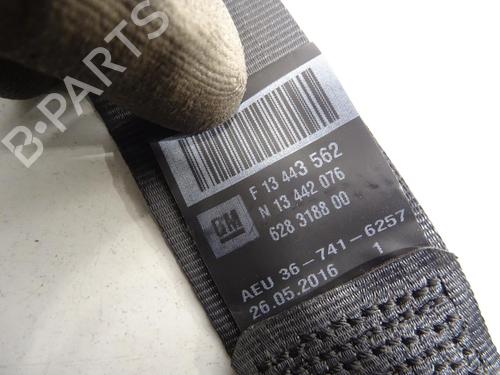 B-PARTS
F 13 443 562
N 13 442 076
628 3188 00
GM
AEU 36-741-6257
26.05.2016 1